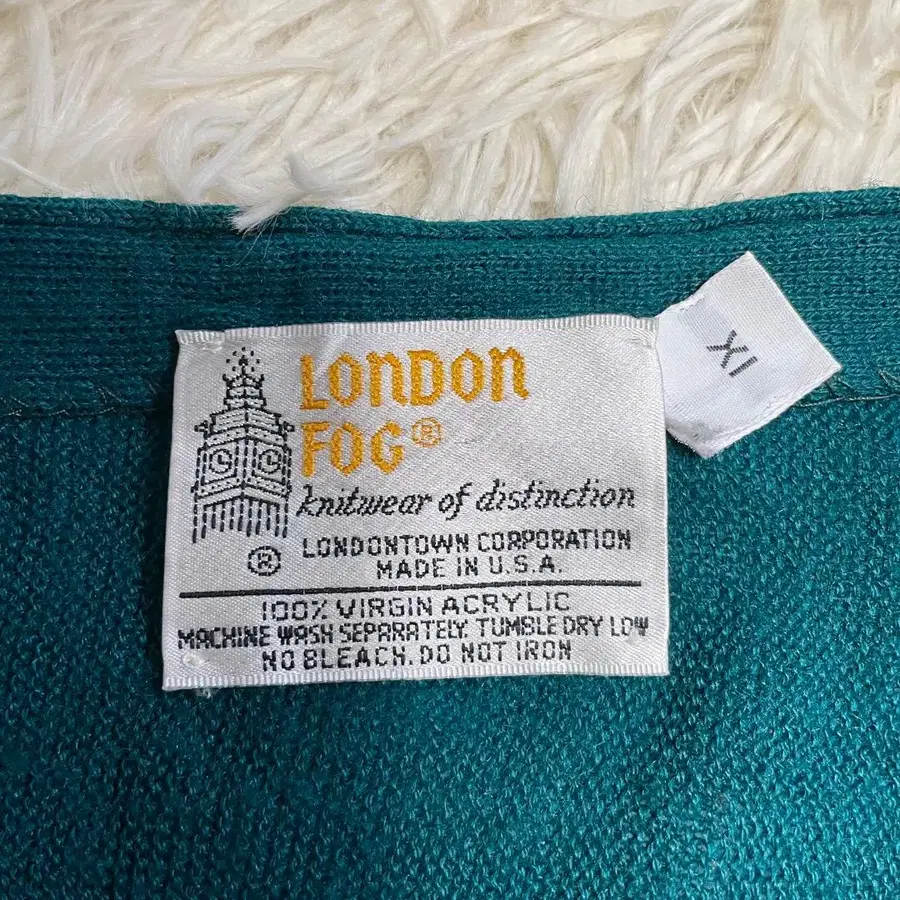 LONDON
FOG®
knitwear of distinction
®
LONDONTOWN CORPORATION
MADE IN U.S.A.
100% VIRGIN ACRYLIC
MACHINE WASH SEPARATELY. TUMBLE DRY LOW
NO BLEACH. DO NOT IRON
XL